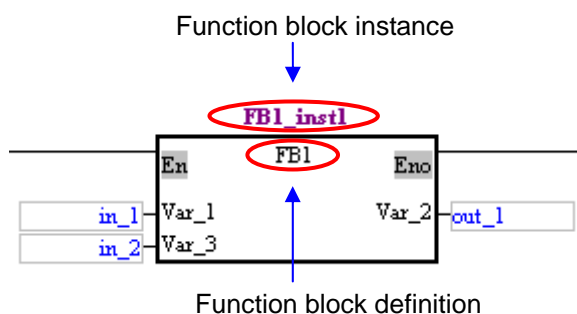 Function block instance
FB1_inst1
FB1
En Eno
in_1 Var_1 Var_2 out_1
in_2 Var_3
Function block definition